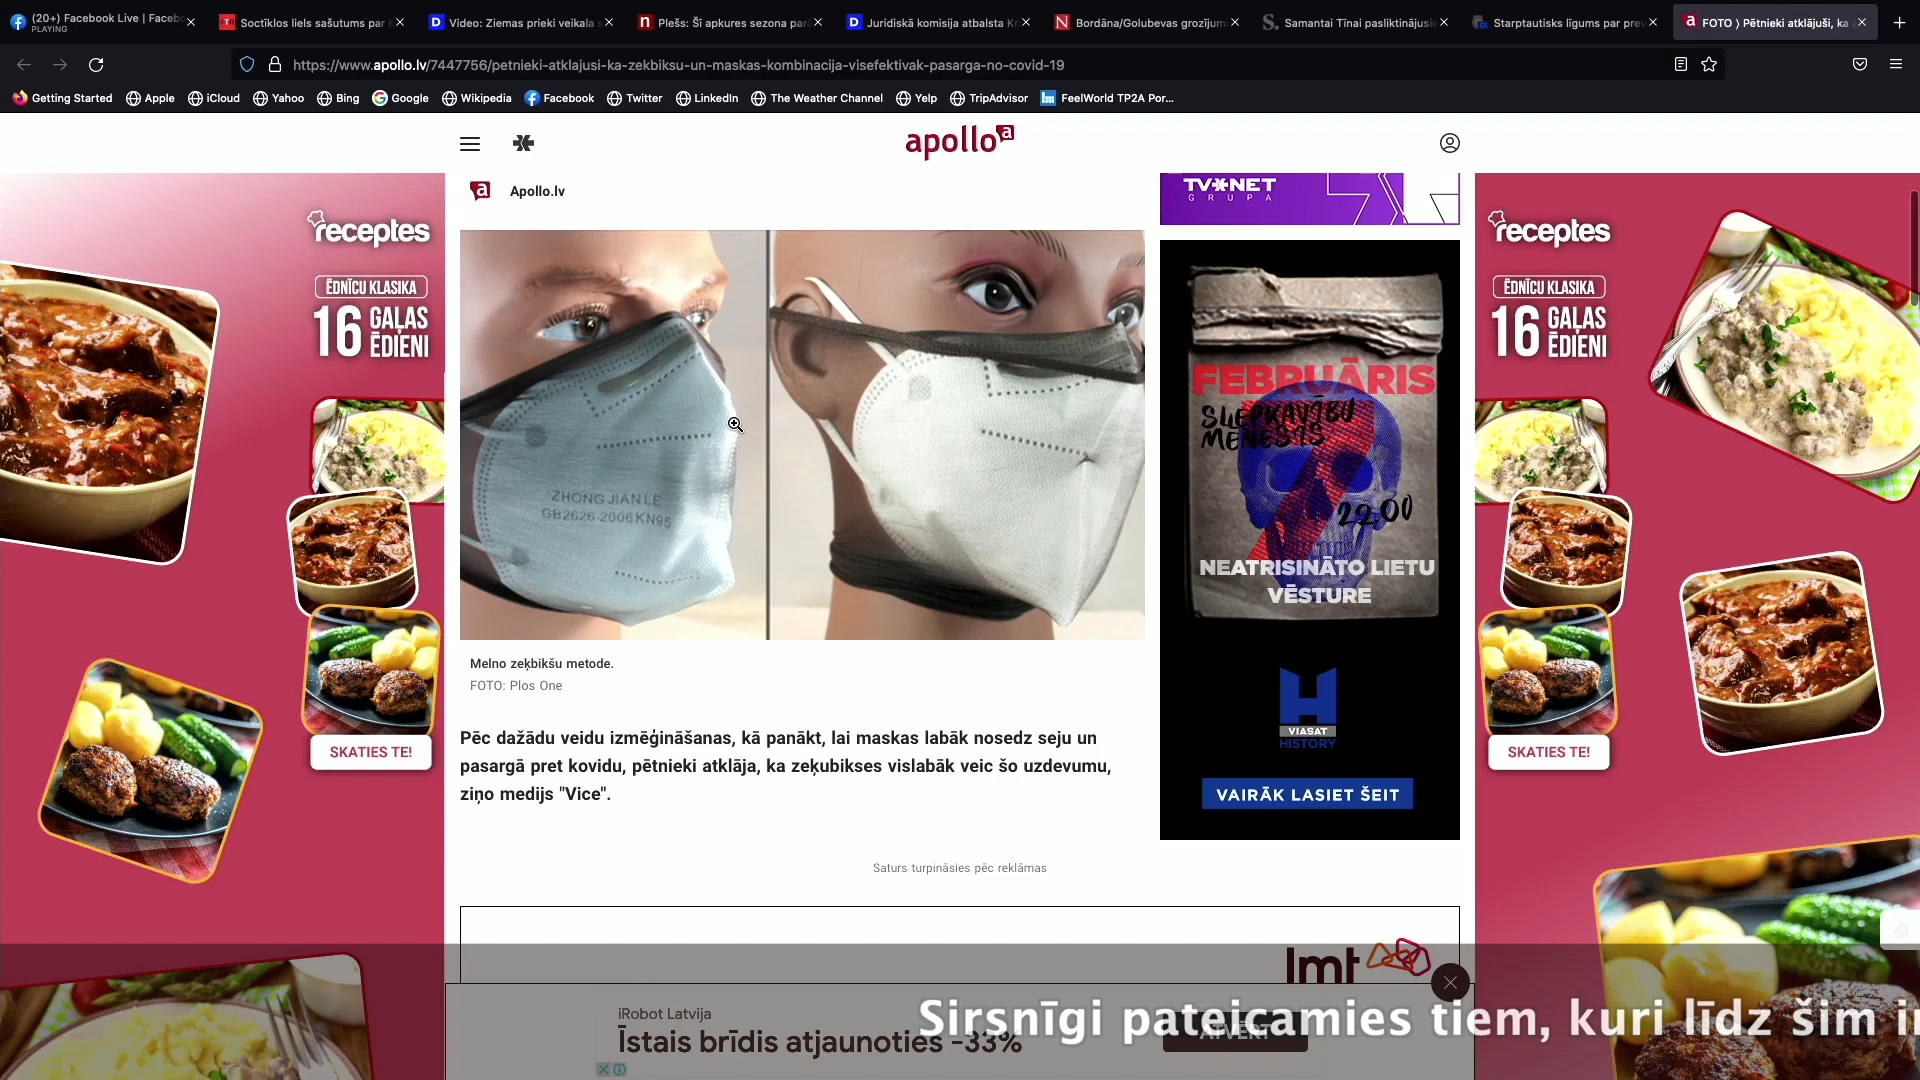 (20+) Facebook Live | Faceb
PLAYING
Soctīklos liels sašutums par
Video: Ziemas prieki veikala s
Plešs: Šī apkures sezona par
Juridiskā komisija atbalsta K
Bordāna/Golubevas grozījum
Samantai Tīnai pasliktinājusie
Starptautisks līgums par prev
FOTO ⟩ Pētnieki atklājuši, ka z
https://www.apollo.lv/7447756/petnieki-atklajusi-ka-zekbiksu-un-maskas-kombinacija-visefektivak-pasarga-no-covid-19
Getting Started
Apple
iCloud
Yahoo
Bing
Google
Wikipedia
Facebook
Twitter
LinkedIn
The Weather Channel
Yelp
TripAdvisor
FeelWorld TP2A Por...
apollo a
Apollo.lv
TV NET
GRUPA
receptes
ĒDNĪCU KLASIKA
16 GAĻAS
ĒDIENI
SKATIES TE!
ZHONG JIAN LE
GB2626-2006 KN95
FEBRUĀRIS
SLEPKAVĪBU
MĒNESIS
22.00
NEATRISINĀTO LIETU
VĒSTURE
VIASAT
HISTORY
VAIRĀK LASIET ŠEIT
receptes
ĒDNĪCU KLASIKA
16 GAĻAS
ĒDIENI
SKATIES TE!
Melno zeķbikšu metode.
FOTO: Plos One
Pēc dažādu veidu izmēģināšanas, kā panākt, lai maskas labāk nosedz seju un
pasargā pret kovidu, pētnieki atklāja, ka zeķubikses vislabāk veic šo uzdevumu,
ziņo medijs "Vice".
Saturs turpināsies pēc reklāmas
lmt
iRobot Latvija
Īstais brīdis atjaunoties -33%
ATVĒRT
Sirsnīgi pateicamies tiem, kuri līdz šim i